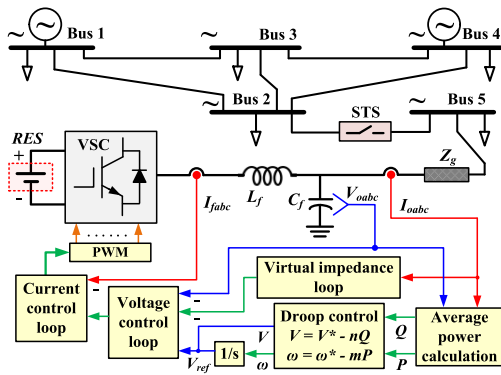 Bus 1
Bus 3
Bus 4
Bus 2
STS
Bus 5
RES
+
-
VSC
I_fabc
L_f
C_f
V_oabc
I_oabc
Z_g
PWM
Current control loop
-
Voltage control loop
-
-
Virtual impedance loop
Droop control
V = V* - nQ
ω = ω* - mP
Average power calculation
Q
P
V
V_ref
1/s
ω